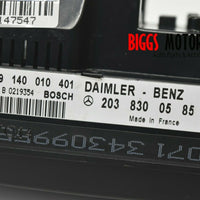 147547
BIGGS MOTOR
9 140 010 401 DAIMLER - BENZ
B 0219354 BOSCH 203 830 05 85
Made in France
071 3430995